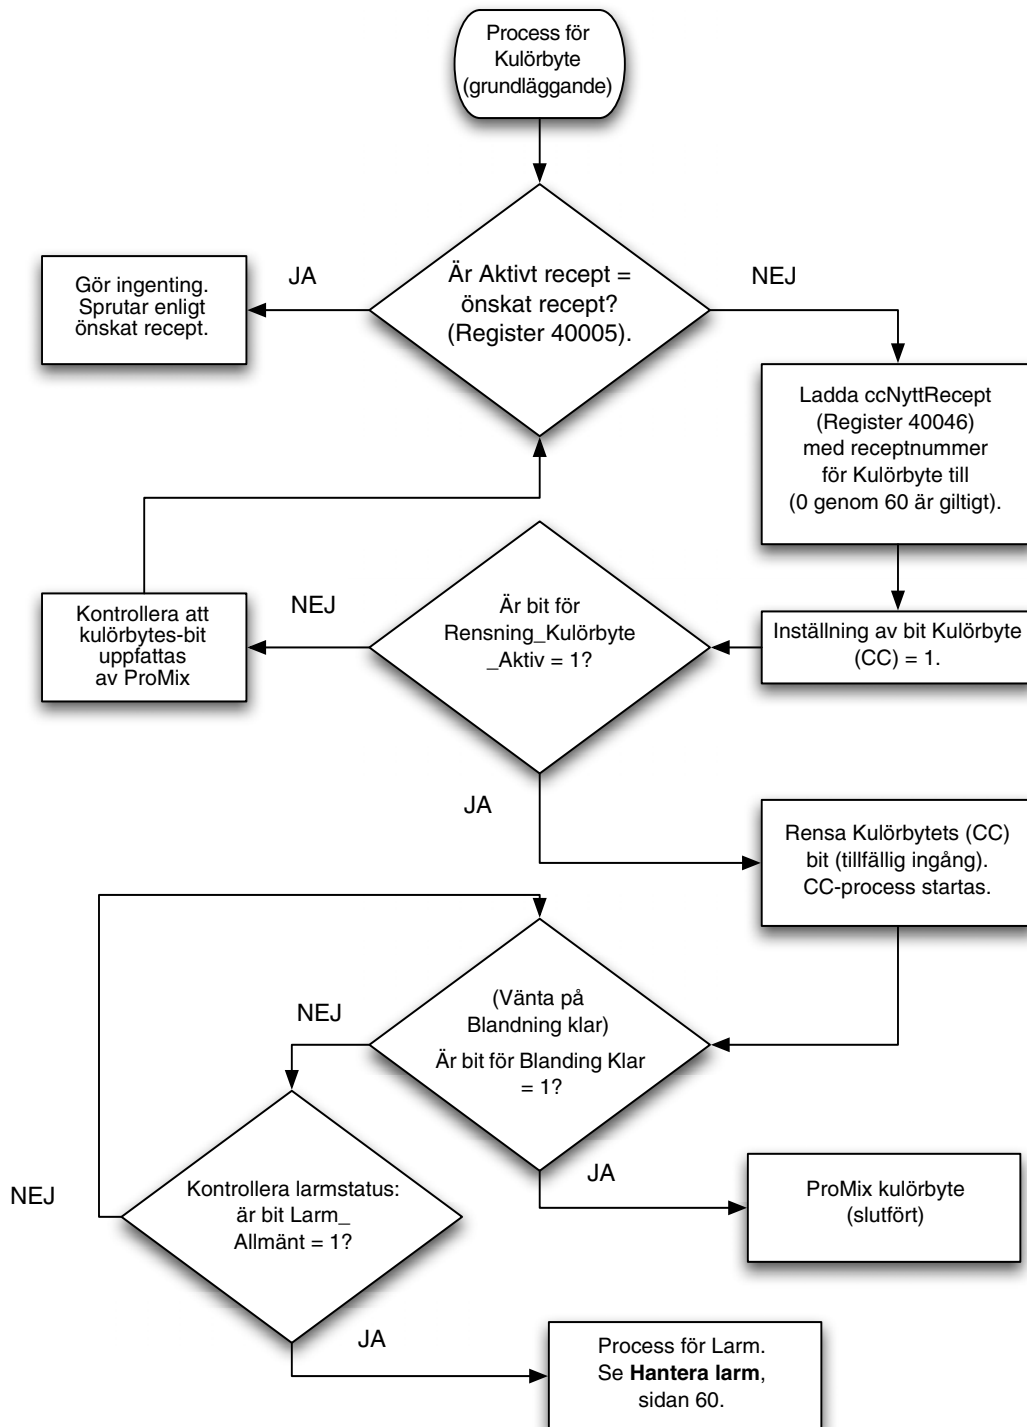 Process för
Kulörbyte
(grundläggande)
Är Aktivt recept =
önskat recept?
(Register 40005).
JA
NEJ
Gör ingenting.
Sprutar enligt
önskat recept.
Ladda ccNyttRecept
(Register 40046)
med receptnummer
för Kulörbyte till
(0 genom 60 är giltigt).
Inställning av bit Kulörbyte
(CC) = 1.
Är bit för
Rensning_Kulörbyte
_Aktiv = 1?
NEJ
Kontrollera att
kulörbytes-bit
uppfattas
av ProMix
JA
Rensa Kulörbytets (CC)
bit (tillfällig ingång).
CC-process startas.
(Vänta på
Blandning klar)
Är bit för Blanding Klar
= 1?
NEJ
JA
ProMix kulörbyte
(slutfört)
Kontrollera larmstatus:
är bit Larm_
Allmänt = 1?
NEJ
JA
Process för Larm.
Se Hantera larm,
sidan 60.